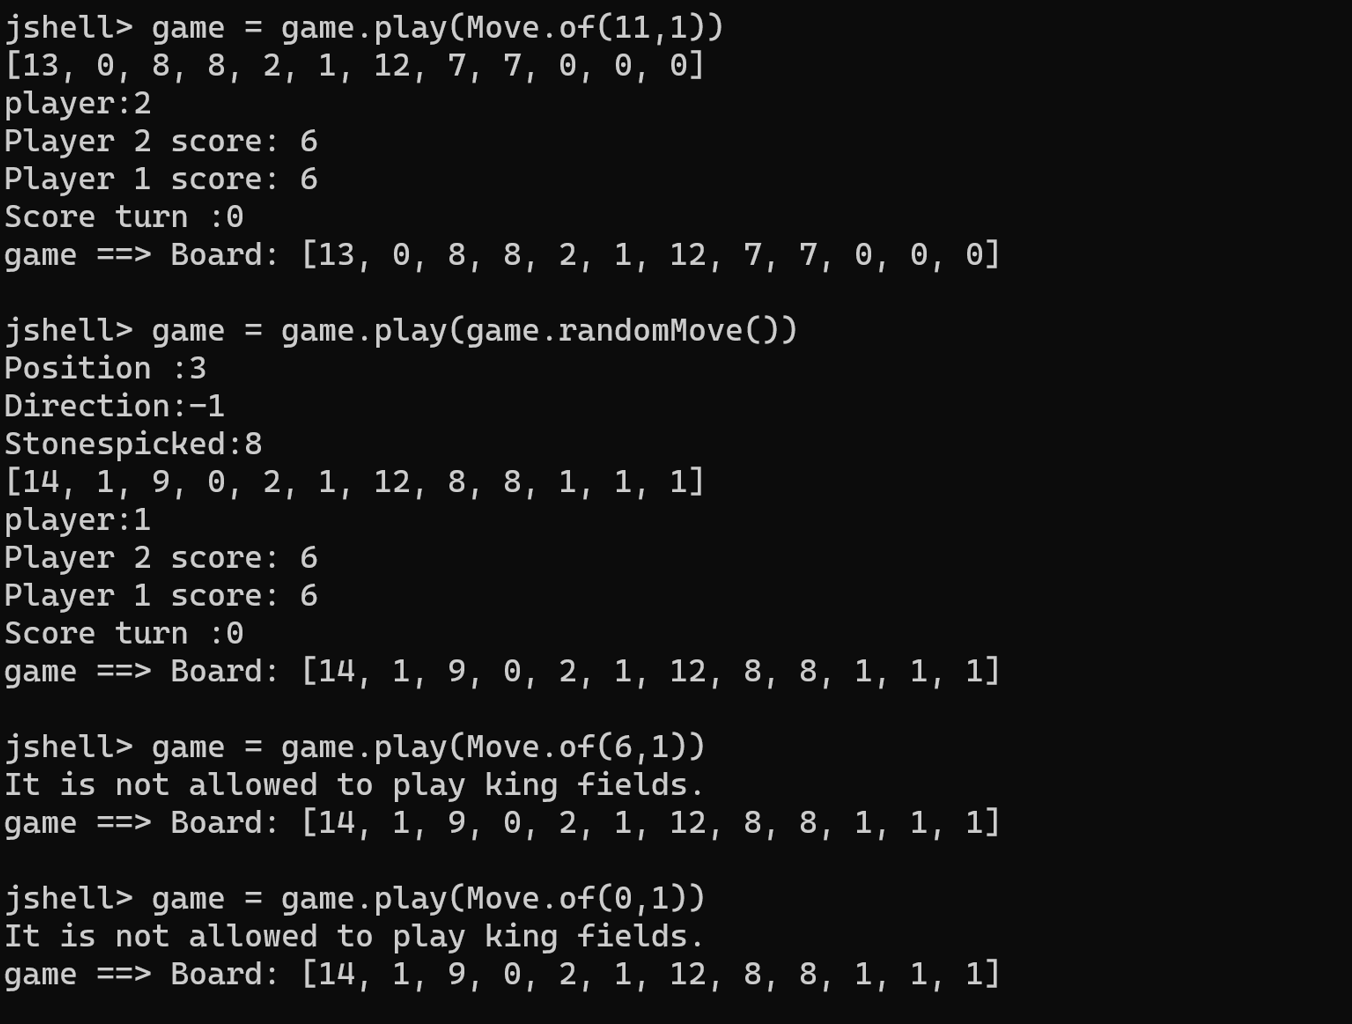 jshell> game = game.play(Move.of(11,1))
[13, 0, 8, 8, 2, 1, 12, 7, 7, 0, 0, 0]
player:2
Player 2 score: 6
Player 1 score: 6
Score turn :0
game ==> Board: [13, 0, 8, 8, 2, 1, 12, 7, 7, 0, 0, 0]
jshell> game = game.play(game.randomMove())
Position :3
Direction:-1
Stonespicked:8
[14, 1, 9, 0, 2, 1, 12, 8, 8, 1, 1, 1]
player:1
Player 2 score: 6
Player 1 score: 6
Score turn :0
game ==> Board: [14, 1, 9, 0, 2, 1, 12, 8, 8, 1, 1, 1]
jshell> game = game.play(Move.of(6,1))
It is not allowed to play king fields.
game ==> Board: [14, 1, 9, 0, 2, 1, 12, 8, 8, 1, 1, 1]
jshell> game = game.play(Move.of(0,1))
It is not allowed to play king fields.
game ==> Board: [14, 1, 9, 0, 2, 1, 12, 8, 8, 1, 1, 1]